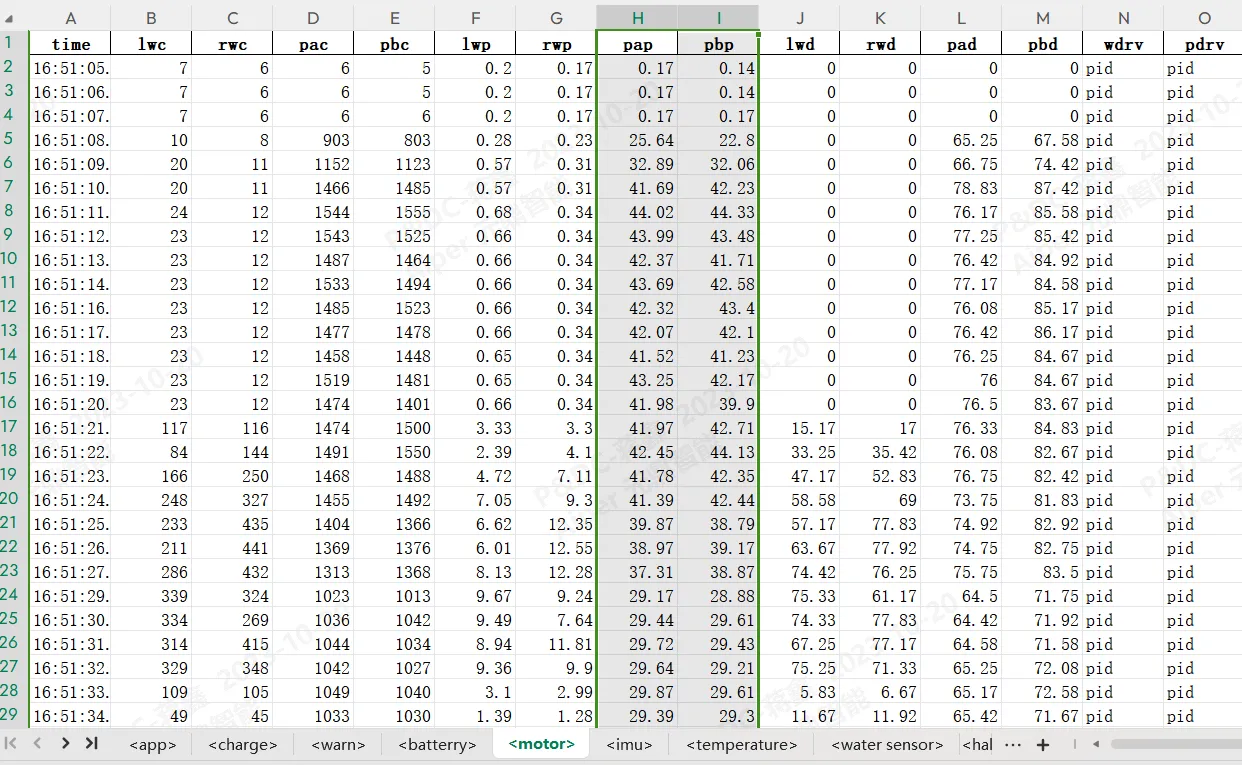 A B C D E F G H I J K L M N O
1 time lwc rwc pac pbc lwp rwp pap pbp lwd rwd pad pbd wdrv pdrv
2 16:51:05. 7 6 6 5 0.2 0.17 0.17 0.14 0 0 0 0 pid pid
3 16:51:06. 7 6 6 5 0.2 0.17 0.17 0.14 0 0 0 0 pid pid
4 16:51:07. 7 6 6 6 0.2 0.17 0.17 0.17 0 0 0 0 pid pid
5 16:51:08. 10 8 903 803 0.28 0.23 25.64 22.8 0 0 65.25 67.58 pid pid
6 16:51:09. 20 11 1152 1123 0.57 0.31 32.89 32.06 0 0 66.75 74.42 pid pid
7 16:51:10. 20 11 1466 1485 0.57 0.31 41.69 42.23 0 0 78.83 87.42 pid pid
8 16:51:11. 24 12 1544 1555 0.68 0.34 44.02 44.33 0 0 76.17 85.58 pid pid
9 16:51:12. 23 12 1543 1525 0.66 0.34 43.99 43.48 0 0 77.25 85.42 pid pid
10 16:51:13. 23 12 1487 1464 0.66 0.34 42.37 41.71 0 0 76.42 84.92 pid pid
11 16:51:14. 23 12 1533 1494 0.66 0.34 43.69 42.58 0 0 77.17 84.58 pid pid
12 16:51:16. 23 12 1485 1523 0.66 0.34 42.32 43.4 0 0 76.08 85.17 pid pid
13 16:51:17. 23 12 1477 1478 0.66 0.34 42.07 42.1 0 0 76.42 86.17 pid pid
14 16:51:18. 23 12 1458 1448 0.65 0.34 41.52 41.23 0 0 76.25 84.67 pid pid
15 16:51:19. 23 12 1519 1481 0.65 0.34 43.25 42.17 0 0 76 84.67 pid pid
16 16:51:20. 23 12 1474 1401 0.66 0.34 41.98 39.9 0 0 76.5 83.67 pid pid
17 16:51:21. 117 116 1474 1500 3.33 3.3 41.97 42.71 15.17 17 76.33 84.83 pid pid
18 16:51:22. 84 144 1491 1550 2.39 4.1 42.45 44.13 33.25 35.42 76.08 82.67 pid pid
19 16:51:23. 166 250 1468 1488 4.72 7.11 41.78 42.35 47.17 52.83 76.75 82.42 pid pid
20 16:51:24. 248 327 1455 1492 7.05 9.3 41.39 42.44 58.58 69 73.75 81.83 pid pid
21 16:51:25. 233 435 1404 1366 6.62 12.35 39.87 38.79 57.17 77.83 74.92 82.92 pid pid
22 16:51:26. 211 441 1369 1376 6.01 12.55 38.97 39.17 63.67 77.92 74.75 82.75 pid pid
23 16:51:27. 286 432 1313 1368 8.13 12.28 37.31 38.87 74.42 76.25 75.75 83.5 pid pid
24 16:51:29. 339 324 1023 1013 9.67 9.24 29.17 28.88 75.33 61.17 64.5 71.75 pid pid
25 16:51:30. 334 269 1036 1042 9.49 7.64 29.44 29.61 74.33 77.83 64.42 71.92 pid pid
26 16:51:31. 314 415 1044 1034 8.94 11.81 29.72 29.43 67.25 77.17 64.58 71.58 pid pid
27 16:51:32. 329 348 1042 1027 9.36 9.9 29.64 29.21 75.25 71.33 65.25 72.08 pid pid
28 16:51:33. 109 105 1049 1040 3.1 2.99 29.87 29.61 5.83 6.67 65.17 72.58 pid pid
29 16:51:34. 49 45 1033 1030 1.39 1.28 29.39 29.3 11.67 11.92 65.42 71.67 pid pid
<app> <charge> <warn> <batterry> <motor> <imu> <temperature> <water sensor> <hal ··· +